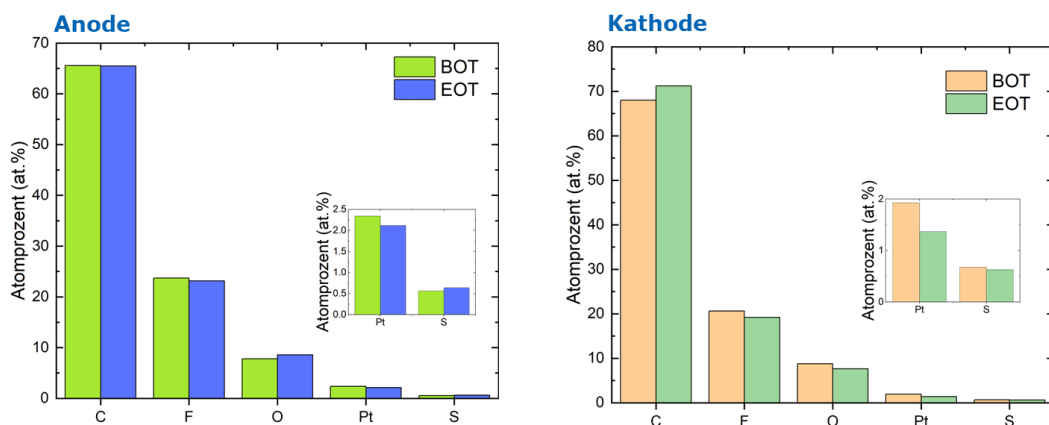 Anode
Atomprozent (at.%)
70
60
50
40
30
20
10
0
C F O Pt S
BOT
EOT
Atomprozent (at.%)
2.5
2.0
1.5
1.0
0.5
0.0
Pt S
Kathode
Atomprozent (at.%)
80
70
60
50
40
30
20
10
0
C F O Pt S
BOT
EOT
Atomprozent (at.%)
2
1
0
Pt S